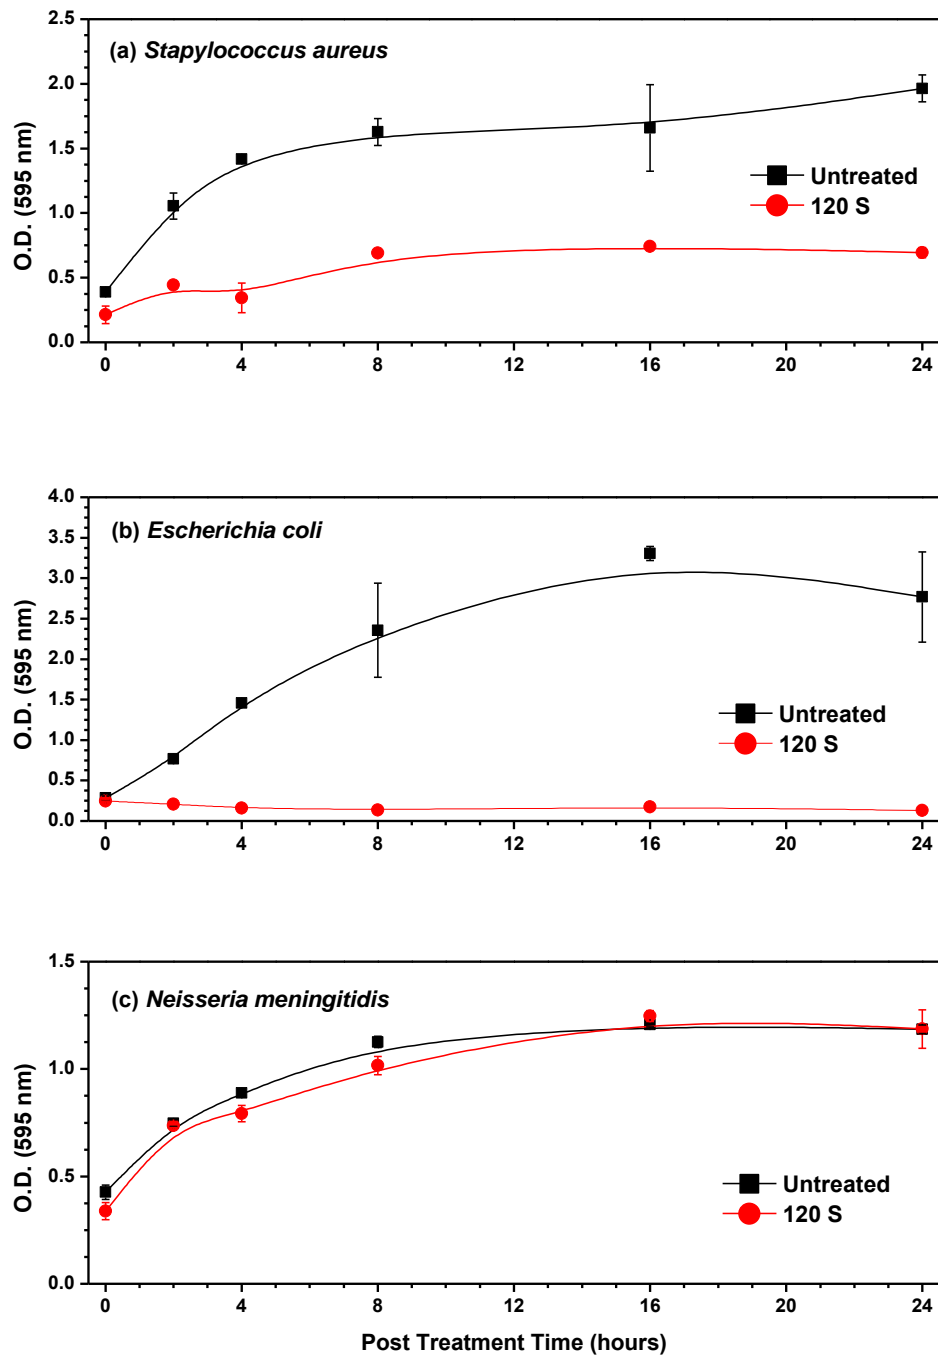 2.5
(a) Stapylococcus aureus
2.0
1.5
1.0
0.5
0.0
O.D. (595 nm)
Untreated
120 S
0 4 8 12 16 20 24
4.0
(b) Escherichia coli
3.5
3.0
2.5
2.0
1.5
1.0
0.5
0.0
O.D. (595 nm)
Untreated
120 S
0 4 8 12 16 20 24
1.5
(c) Neisseria meningitidis
1.0
0.5
0.0
O.D. (595 nm)
Untreated
120 S
0 4 8 12 16 20 24
Post Treatment Time (hours)